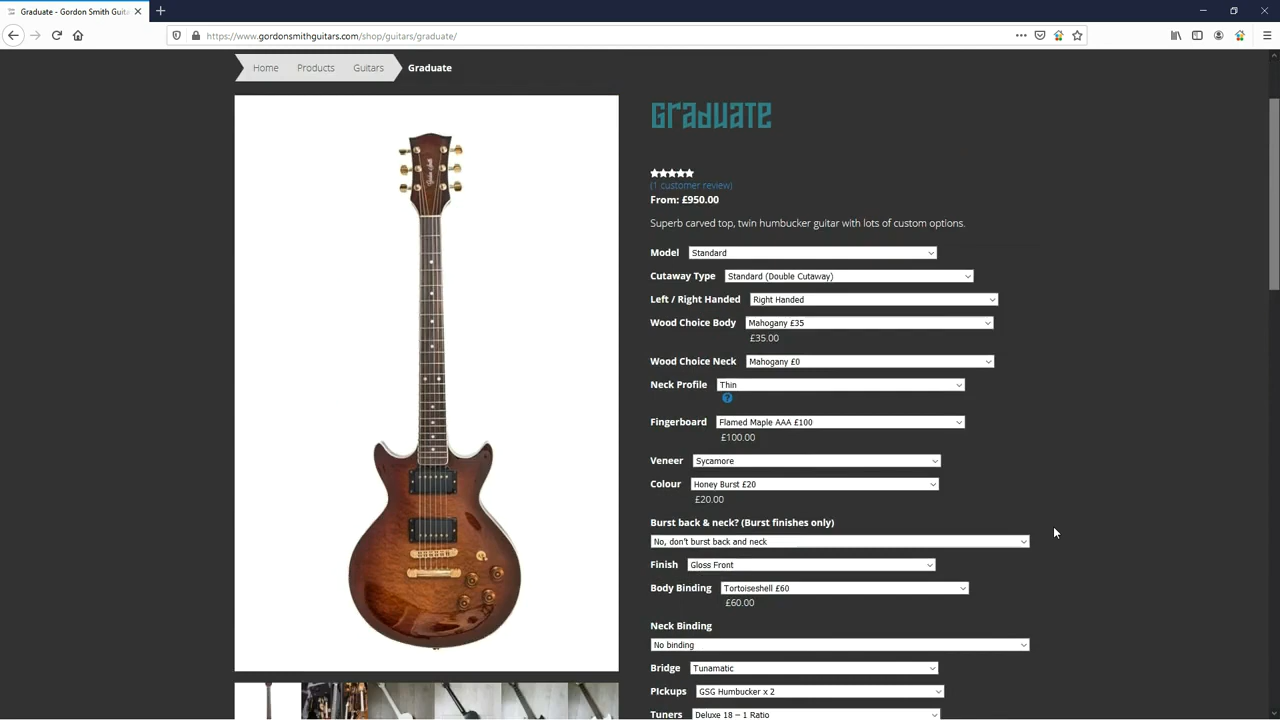 Graduate - Gordon Smith Guita
https://www.gordonsmithguitars.com/shop/guitars/graduate/
Home Products Guitars Graduate
Graduate
(1 customer review)
From: £950.00
Superb carved top, twin humbucker guitar with lots of custom options.
Model Standard
Cutaway Type Standard (Double Cutaway)
Left / Right Handed Right Handed
Wood Choice Body Mahogany £35
£35.00
Wood Choice Neck Mahogany £0
Neck Profile Thin
?
Fingerboard Flamed Maple AAA £100
£100.00
Veneer Sycamore
Colour Honey Burst £20
£20.00
Burst back & neck? (Burst finishes only)
No, don't burst back and neck
Finish Gloss Front
Body Binding Tortoiseshell £60
£60.00
Neck Binding
No binding
Bridge Tunamatic
Pickups GSG Humbucker x 2
Tuners Deluxe 18 – 1 Ratio